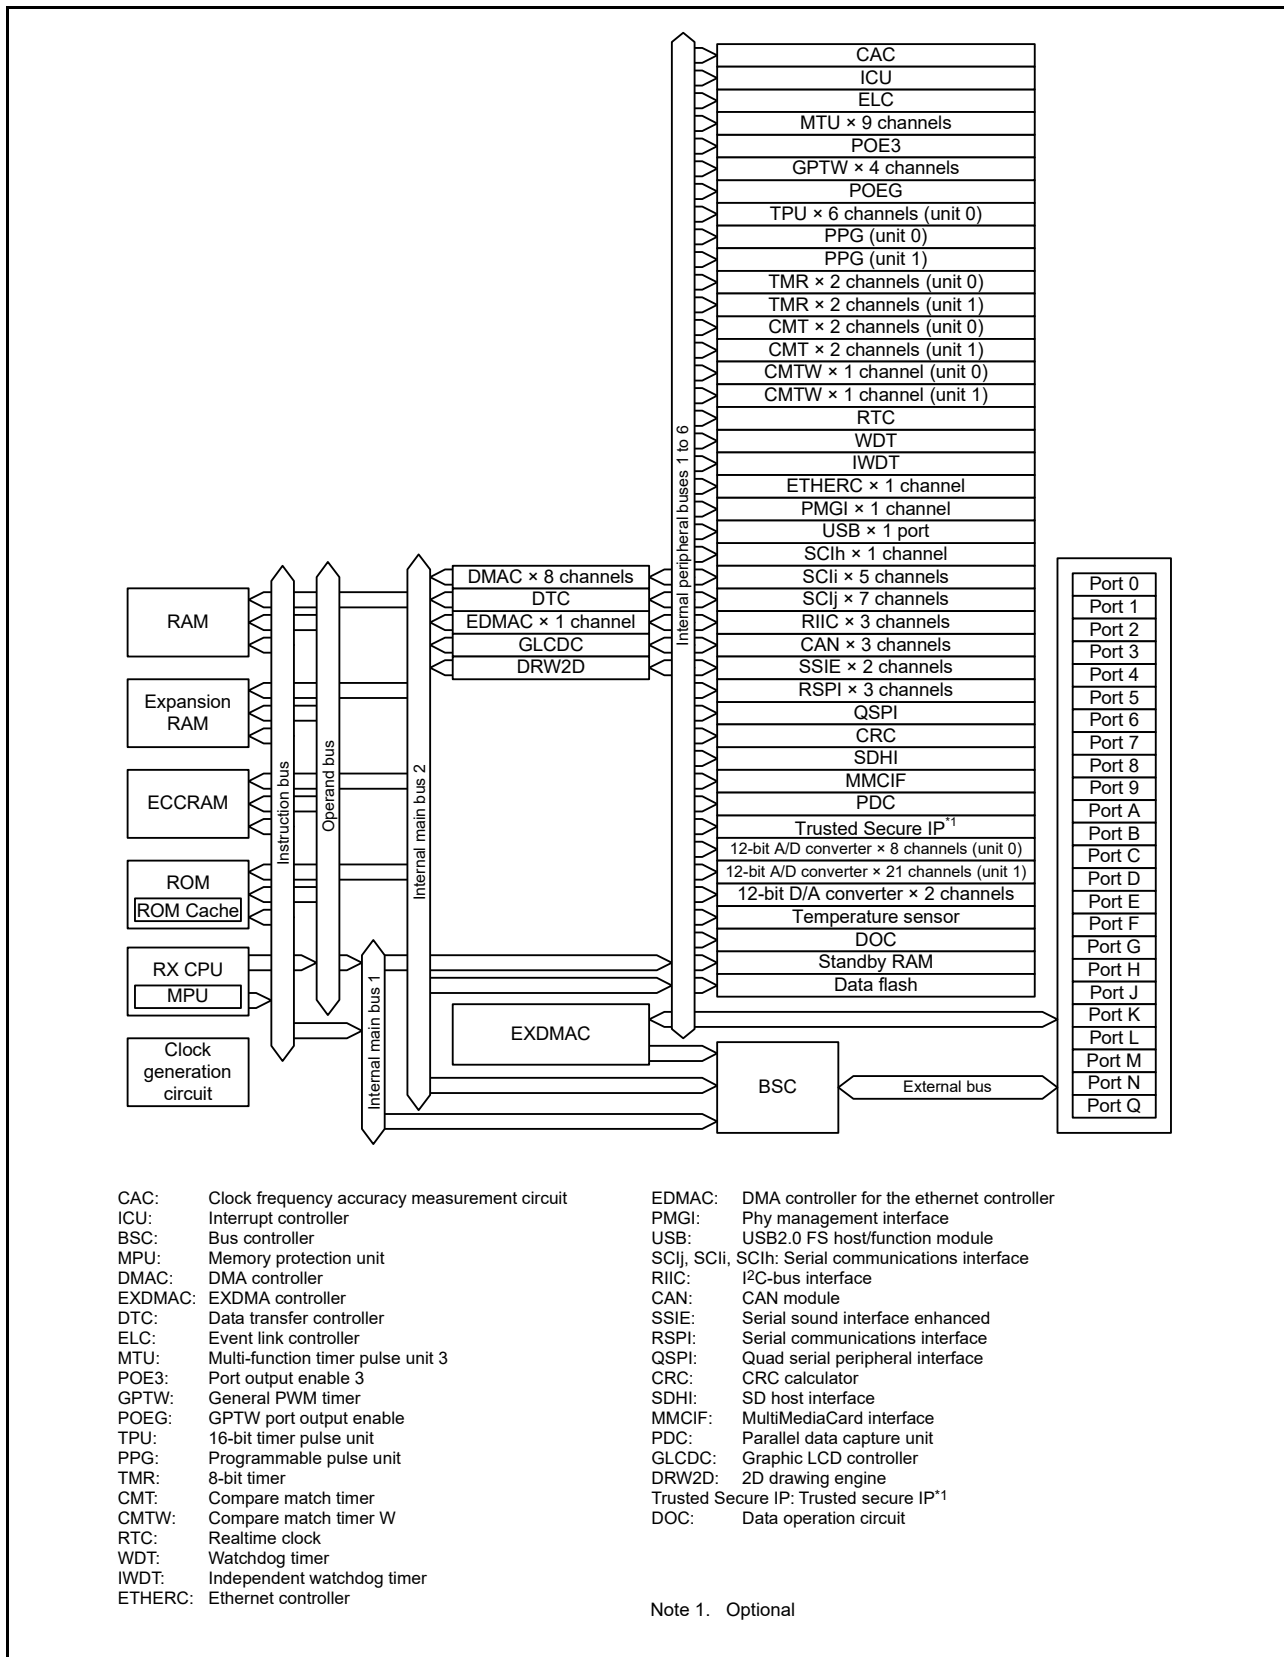 CAC
ICU
ELC
MTU × 9 channels
POE3
GPTW × 4 channels
POEG
TPU × 6 channels (unit 0)
PPG (unit 0)
PPG (unit 1)
TMR × 2 channels (unit 0)
TMR × 2 channels (unit 1)
CMT × 2 channels (unit 0)
CMT × 2 channels (unit 1)
CMTW × 1 channel (unit 0)
CMTW × 1 channel (unit 1)
RTC
WDT
IWDT
ETHERC × 1 channel
PMGI × 1 channel
USB × 1 port
SCIh × 1 channel
SCIi × 5 channels
SCIj × 7 channels
RIIC × 3 channels
CAN × 3 channels
SSIE × 2 channels
RSPI × 3 channels
QSPI
CRC
SDHI
MMCIF
PDC
Trusted Secure IP*1
12-bit A/D converter × 8 channels (unit 0)
12-bit A/D converter × 21 channels (unit 1)
12-bit D/A converter × 2 channels
Temperature sensor
DOC
Standby RAM
Data flash
Internal peripheral buses 1 to 6
DMAC × 8 channels
DTC
EDMAC × 1 channel
GLCDC
DRW2D
RAM
Expansion
RAM
ECCRAM
ROM
ROM Cache
RX CPU
MPU
Clock
generation
circuit
Instruction bus
Operand bus
Internal main bus 1
Internal main bus 2
EXDMAC
BSC
External bus
Port 0
Port 1
Port 2
Port 3
Port 4
Port 5
Port 6
Port 7
Port 8
Port 9
Port A
Port B
Port C
Port D
Port E
Port F
Port G
Port H
Port J
Port K
Port L
Port M
Port N
Port Q
CAC: Clock frequency accuracy measurement circuit
ICU: Interrupt controller
BSC: Bus controller
MPU: Memory protection unit
DMAC: DMA controller
EXDMAC: EXDMA controller
DTC: Data transfer controller
ELC: Event link controller
MTU: Multi-function timer pulse unit 3
POE3: Port output enable 3
GPTW: General PWM timer
POEG: GPTW port output enable
TPU: 16-bit timer pulse unit
PPG: Programmable pulse unit
TMR: 8-bit timer
CMT: Compare match timer
CMTW: Compare match timer W
RTC: Realtime clock
WDT: Watchdog timer
IWDT: Independent watchdog timer
ETHERC: Ethernet controller
EDMAC: DMA controller for the ethernet controller
PMGI: Phy management interface
USB: USB2.0 FS host/function module
SCIj, SCIi, SCIh: Serial communications interface
RIIC: I2C-bus interface
CAN: CAN module
SSIE: Serial sound interface enhanced
RSPI: Serial communications interface
QSPI: Quad serial peripheral interface
CRC: CRC calculator
SDHI: SD host interface
MMCIF: MultiMediaCard interface
PDC: Parallel data capture unit
GLCDC: Graphic LCD controller
DRW2D: 2D drawing engine
Trusted Secure IP: Trusted secure IP*1
DOC: Data operation circuit
Note 1. Optional